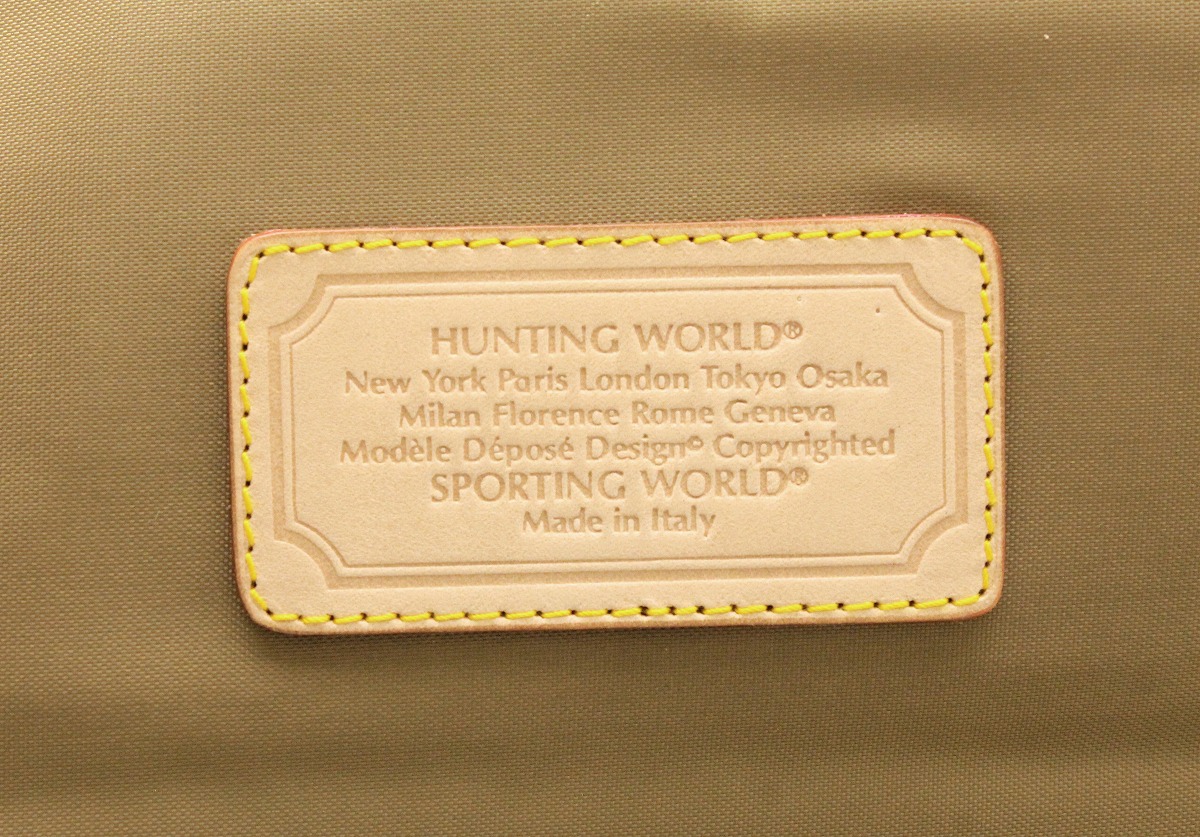 HUNTING WORLD®
New York Paris London Tokyo Osaka
Milan Florence Rome Geneva
Modèle Déposé Design© Copyrighted
SPORTING WORLD®
Made in Italy